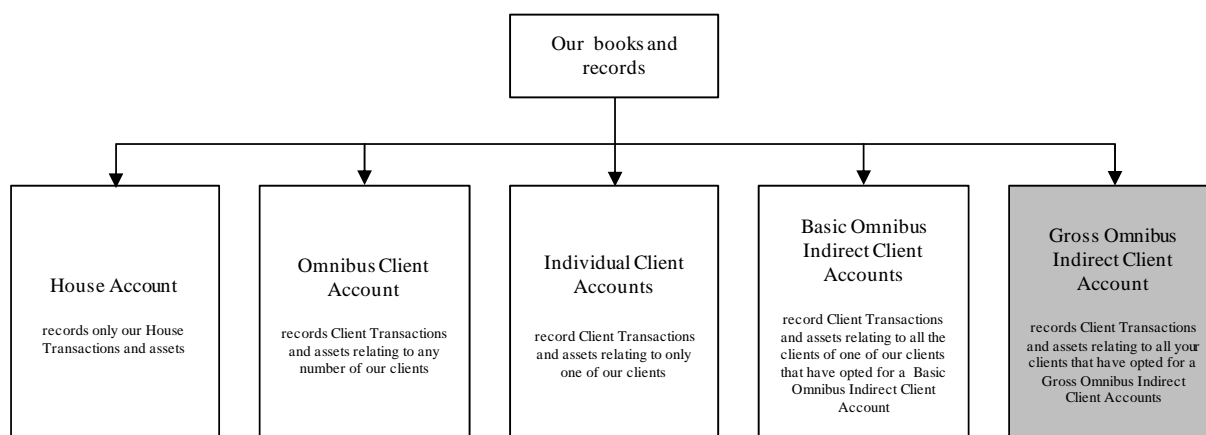 Our books and
records
House Account
records only our House
Transactions and assets
Omnibus Client
Account
records Client Transactions
and assets relating to any
number of our clients
Individual Client
Accounts
record Client Transactions
and assets relating to only
one of our clients
Basic Omnibus
Indirect Client
Accounts
record Client Transactions
and assets relating to all the
clients of one of our clients
that have opted for a Basic
Omnibus Indirect Client
Account
Gross Omnibus
Indirect Client
Account
records Client Transactions
and assets relating to all your
clients that have opted for a
Gross Omnibus Indirect
Client Accounts